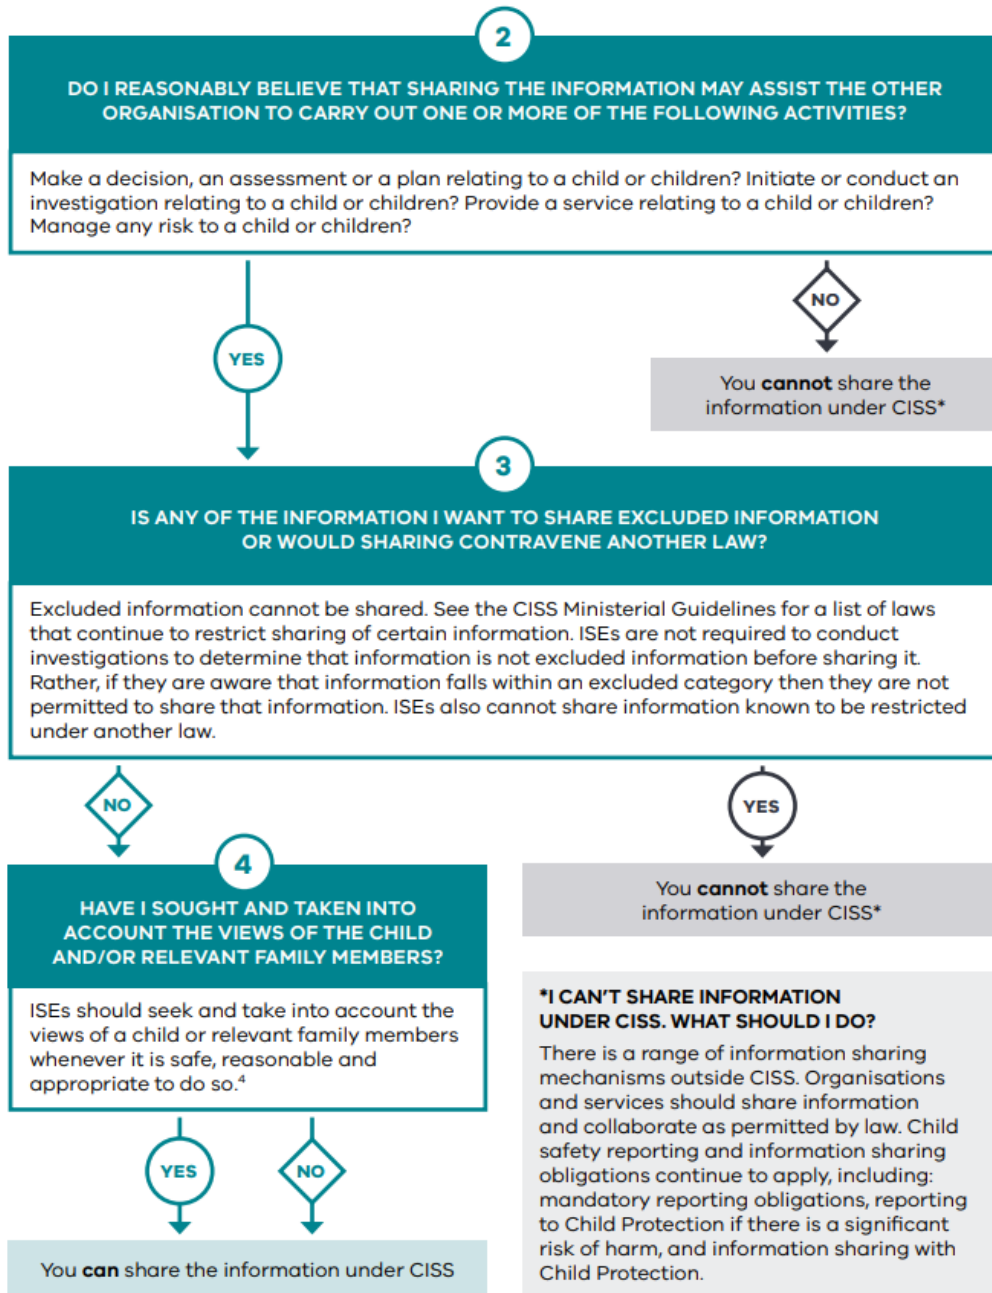 2
DO I REASONABLY BELIEVE THAT SHARING THE INFORMATION MAY ASSIST THE OTHER
ORGANISATION TO CARRY OUT ONE OR MORE OF THE FOLLOWING ACTIVITIES?
Make a decision, an assessment or a plan relating to a child or children? Initiate or conduct an
investigation relating to a child or children? Provide a service relating to a child or children?
Manage any risk to a child or children?
NO
YES
You cannot share the
information under CISS*
3
IS ANY OF THE INFORMATION I WANT TO SHARE EXCLUDED INFORMATION
OR WOULD SHARING CONTRAVENE ANOTHER LAW?
Excluded information cannot be shared. See the CISS Ministerial Guidelines for a list of laws
that continue to restrict sharing of certain information. ISEs are not required to conduct
investigations to determine that information is not excluded information before sharing it.
Rather, if they are aware that information falls within an excluded category then they are not
permitted to share that information. ISEs also cannot share information known to be restricted
under another law.
NO
YES
4
HAVE I SOUGHT AND TAKEN INTO
ACCOUNT THE VIEWS OF THE CHILD
AND/OR RELEVANT FAMILY MEMBERS?
ISEs should seek and take into account the
views of a child or relevant family members
whenever it is safe, reasonable and
appropriate to do so.⁴
YES
NO
You can share the information under CISS
You cannot share the
information under CISS*
*I CAN'T SHARE INFORMATION
UNDER CISS. WHAT SHOULD I DO?
There is a range of information sharing
mechanisms outside CISS. Organisations
and services should share information
and collaborate as permitted by law. Child
safety reporting and information sharing
obligations continue to apply, including:
mandatory reporting obligations, reporting
to Child Protection if there is a significant
risk of harm, and information sharing with
Child Protection.